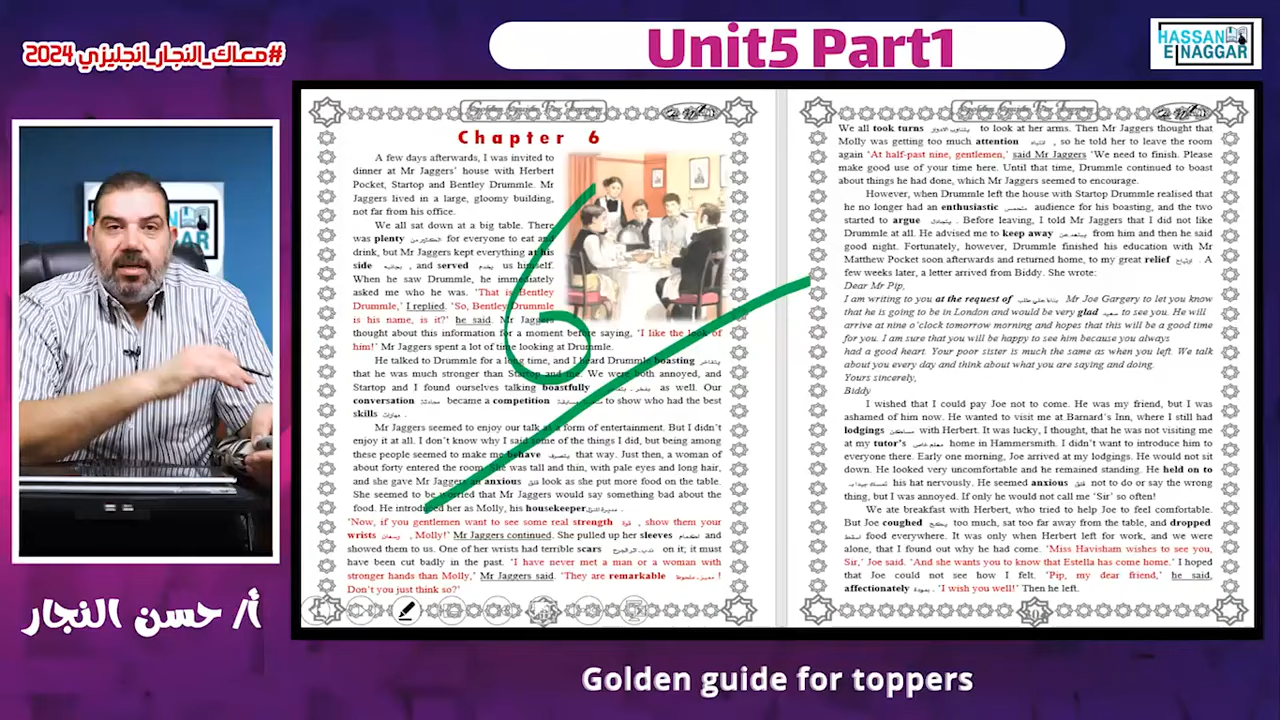 #معاك_النجار_انجليزي 2024
Unit5 Part1
HASSAN
ELNAGGAR
NAGGAR
أ/ حسن النجار
Chapter 6
A few days afterwards, I was invited to
dinner at Mr Jaggers' house with Herbert
Pocket, Startop and Bentley Drummle. Mr
Jaggers lived in a large, gloomy building,
not far from his office.
We all sat down at a big table. There
was plenty الكثير من for everyone to eat and
drink, but Mr Jaggers kept everything at his
side بجانبه , and served يخدم us himself.
When he saw Drummle, he immediately
asked me who he was. 'That is Bentley
Drummle,' I replied. 'So, Bentley Drummle
is his name, is it?' he said. Mr Jaggers
thought about this information for a moment before saying, 'I like the look of
him!' Mr Jaggers spent a lot of time looking at Drummle.
He talked to Drummle for a long time, and I heard Drummle boasting يتفاخر
that he was much stronger than Startop and me. We were both annoyed, and
Startop and I found ourselves talking boastfully as well. Our
conversation محادثة became a competition to show who had the best
skills مهارات .
Mr Jaggers seemed to enjoy our talk as a form of entertainment. But I didn't
enjoy it at all. I don't know why I said some of the things I did, but being among
these people seemed to make me behave يتصرف that way. Just then, a woman of
about forty entered the room. She was tall and thin, with pale eyes and long hair,
and she gave Mr Jaggers an anxious قلق look as she put more food on the table.
She seemed to be worried that Mr Jaggers would say something bad about the
food. He introduced her as Molly, his housekeeper مديرة المنزل .
'Now, if you gentlemen want to see some real strength قوة , show them your
wrists رسغان , Molly!' Mr Jaggers continued. She pulled up her sleeves اكمام and
showed them to us. One of her wrists had terrible scars on it; it must
have been cut badly in the past. 'I have never met a man or a woman with
stronger hands than Molly,' Mr Jaggers said. 'They are remarkable !
Don't you just think so?'
6
We all took turns يتناوب الادوار to look at her arms. Then Mr Jaggers thought that
Molly was getting too much attention انتباه , so he told her to leave the room
again 'At half-past nine, gentlemen,' said Mr Jaggers 'We need to finish. Please
make good use of your time here. Until that time, Drummle continued to boast
about things he had done, which Mr Jaggers seemed to encourage.
However, when Drummle left the house with Startop Drummle realised that
he no longer had an enthusiastic متحمس audience for his boasting, and the two
started to argue يتجادل . Before leaving, I told Mr Jaggers that I did not like
Drummle at all. He advised me to keep away يبتعد عن from him and then he said
good night. Fortunately, however, Drummle finished his education with Mr
Matthew Pocket soon afterwards and returned home, to my great relief ارتياح . A
few weeks later, a letter arrived from Biddy. She wrote:
Dear Mr Pip,
I am writing to you at the request of بناءا علي طلب Mr Joe Gargery to let you know
that he is going to be in London and would be very glad سعيد to see you. He will
arrive at nine o'clock tomorrow morning and hopes that this will be a good time
for you. I am sure that you will be happy to see him because you always
had a good heart. Your poor sister is much the same as when you left. We talk
about you every day and think about what you are saying and doing.
Yours sincerely,
Biddy
I wished that I could pay Joe not to come. He was my friend, but I was
ashamed of him now. He wanted to visit me at Barnard's Inn, where I still had
lodgings مساكن with Herbert. It was lucky, I thought, that he was not visiting me
at my tutor's معلم خاص home in Hammersmith. I didn't want to introduce him to
everyone there. Early one morning, Joe arrived at my lodgings. He would not sit
down. He looked very uncomfortable and he remained standing. He held on to
his hat nervously. He seemed anxious قلق not to do or say the wrong
thing, but I was annoyed. If only he would not call me 'Sir' so often!
We ate breakfast with Herbert, who tried to help Joe to feel comfortable.
But Joe coughed يكح too much, sat too far away from the table, and dropped
اسقط food everywhere. It was only when Herbert left for work, and we were
alone, that I found out why he had come. 'Miss Havisham wishes to see you,
Sir,' Joe said. 'And she wants you to know that Estella has come home.' I hoped
that Joe could not see how I felt. 'Pip, my dear friend,' he said,
affectionately بمودة . 'I wish you well!' Then he left.
Golden guide for toppers